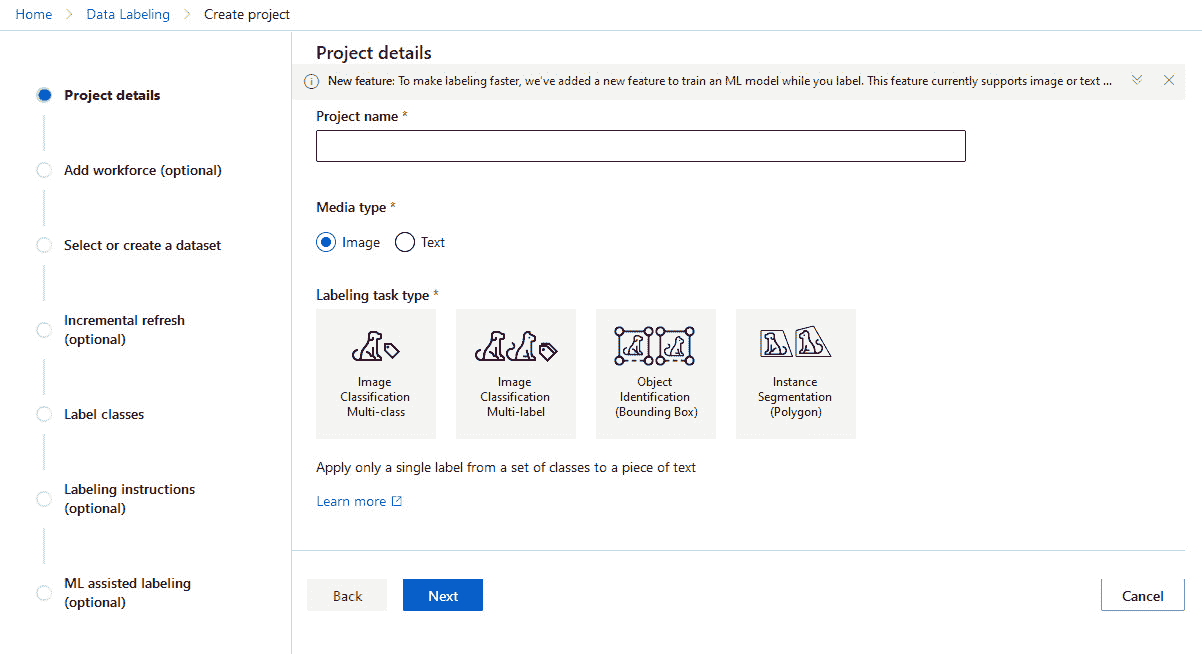 Home > Data Labeling > Create project
Project details
Add workforce (optional)
Select or create a dataset
Incremental refresh
(optional)
Label classes
Labeling instructions
(optional)
ML assisted labeling
(optional)
Project details
New feature: To make labeling faster, we've added a new feature to train an ML model while you label. This feature currently supports image or text ...
Project name *
Media type *
Image
Text
Labeling task type *
Image
Classification
Multi-class
Image
Classification
Multi-label
Object
Identification
(Bounding Box)
Instance
Segmentation
(Polygon)
Apply only a single label from a set of classes to a piece of text
Learn more
Back
Next
Cancel